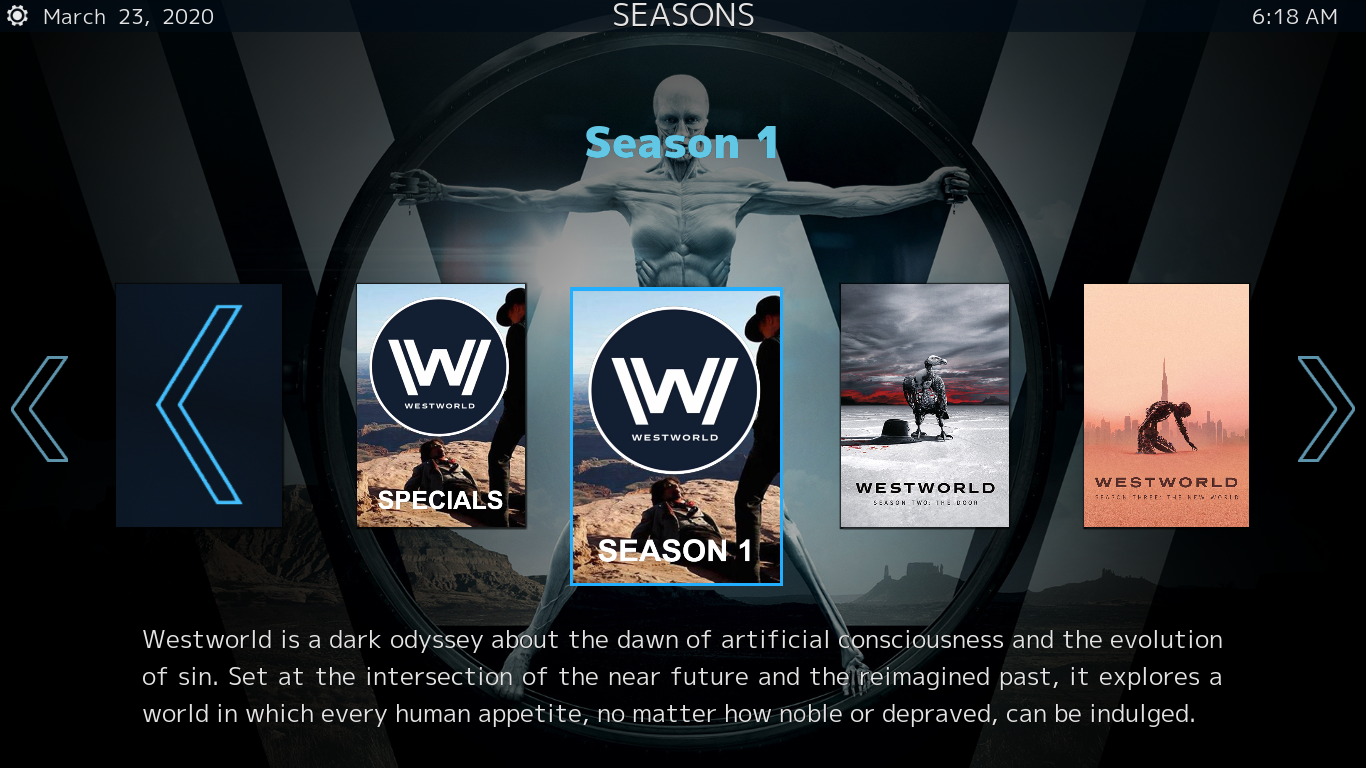 March 23, 2020
SEASONS
6:18 AM
Season 1
W
WESTWORLD
SPECIALS
W
WESTWORLD
SEASON 1
WESTWORLD
SEASON TWO: THE DOOR
WESTWORLD
SEASON THREE: THE NEW WORLD
Westworld is a dark odyssey about the dawn of artificial consciousness and the evolution
of sin. Set at the intersection of the near future and the reimagined past, it explores a
world in which every human appetite, no matter how noble or depraved, can be indulged.